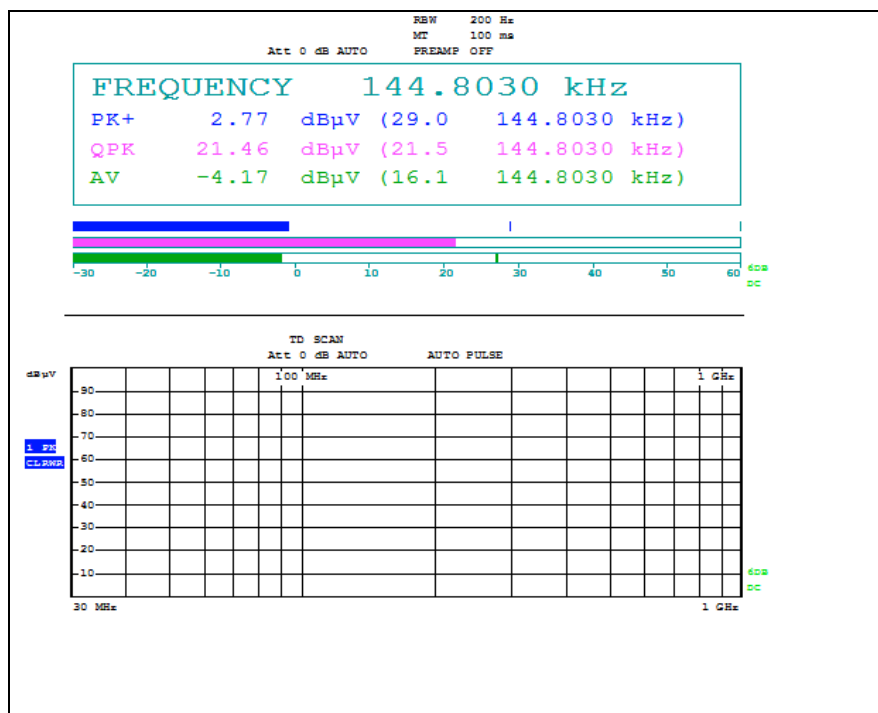 RBW 200 Hz
MT 100 ms
Att 0 dB AUTO PREAMP OFF
FREQUENCY 144.8030 kHz
PK+ 2.77 dBµV (29.0 144.8030 kHz)
QPK 21.46 dBµV (21.5 144.8030 kHz)
AV -4.17 dBµV (16.1 144.8030 kHz)
-30 -20 -10 0 10 20 30 40 50 60
6DB
DC
TD SCAN
Att 0 dB AUTO AUTO PULSE
dBµV
100 MHz 1 GHz
90
80
70
1 PK
60
CLRWR
50
40
30
20
10
6DB
DC
30 MHz 1 GHz